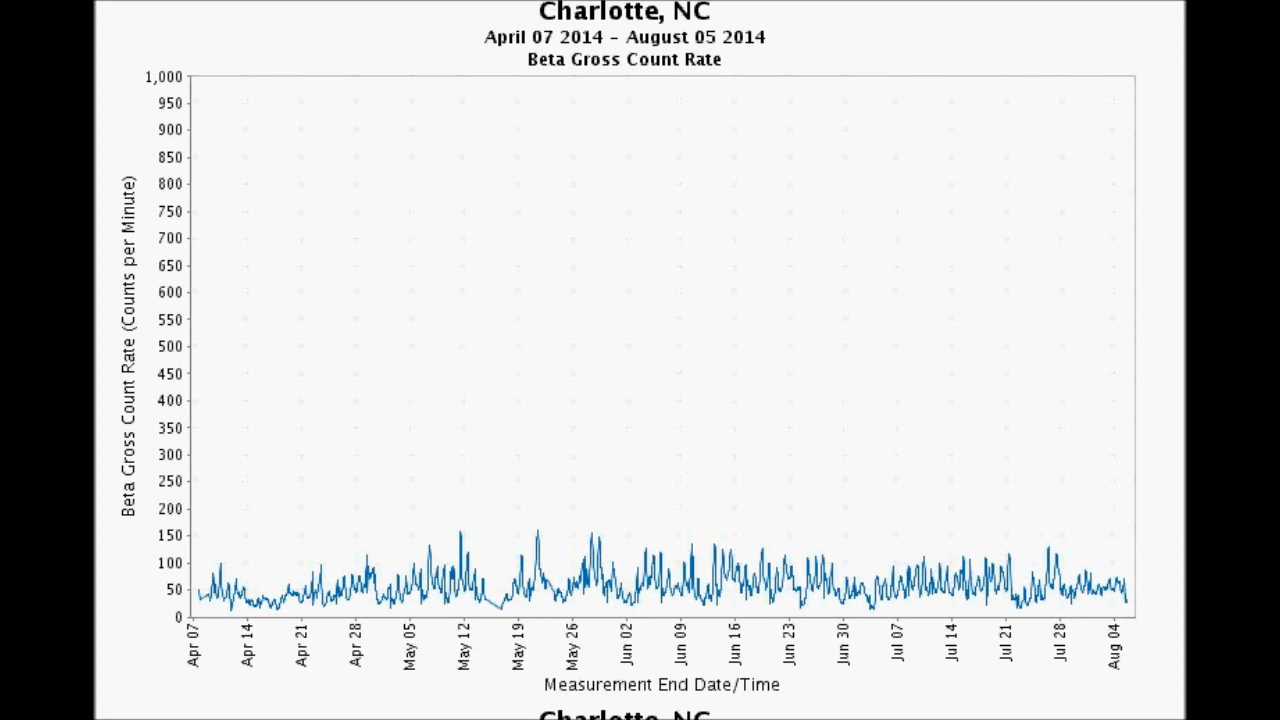 Charlotte, NC
April 07 2014 - August 05 2014
Beta Gross Count Rate
Beta Gross Count Rate (Counts per Minute)
1,000
950
900
850
800
750
700
650
600
550
500
450
400
350
300
250
200
150
100
50
0
Apr 07
Apr 14
Apr 21
Apr 28
May 05
May 12
May 19
May 26
Jun 02
Jun 09
Jun 16
Jun 23
Jun 30
Jul 07
Jul 14
Jul 21
Jul 28
Aug 04
Measurement End Date/Time
Charlotte, NC